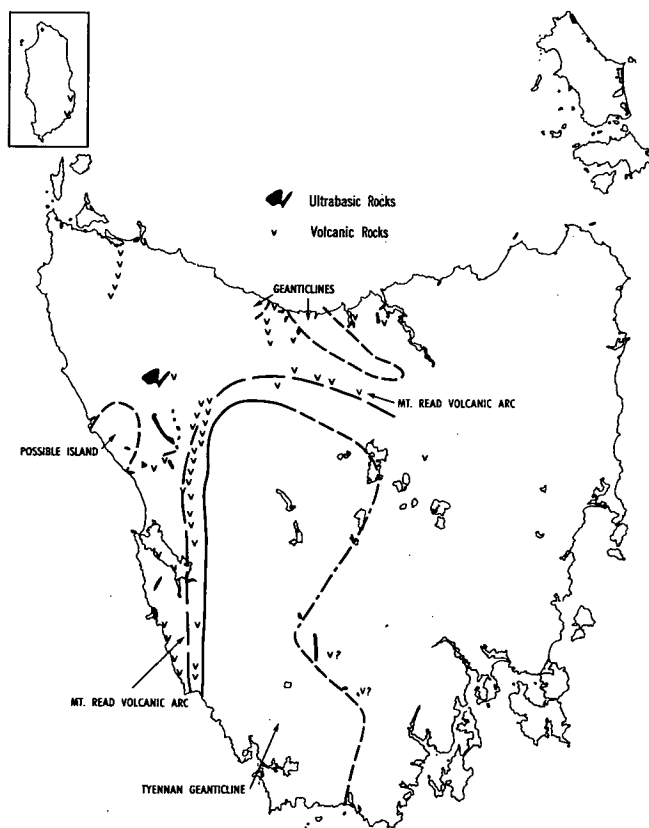 Ultrabasic Rocks
v Volcanic Rocks
GEANTICLINES
MT. READ VOLCANIC ARC
POSSIBLE ISLAND
v?
v?
MT. READ VOLCANIC ARC
TYENNAN GEANTICLINE